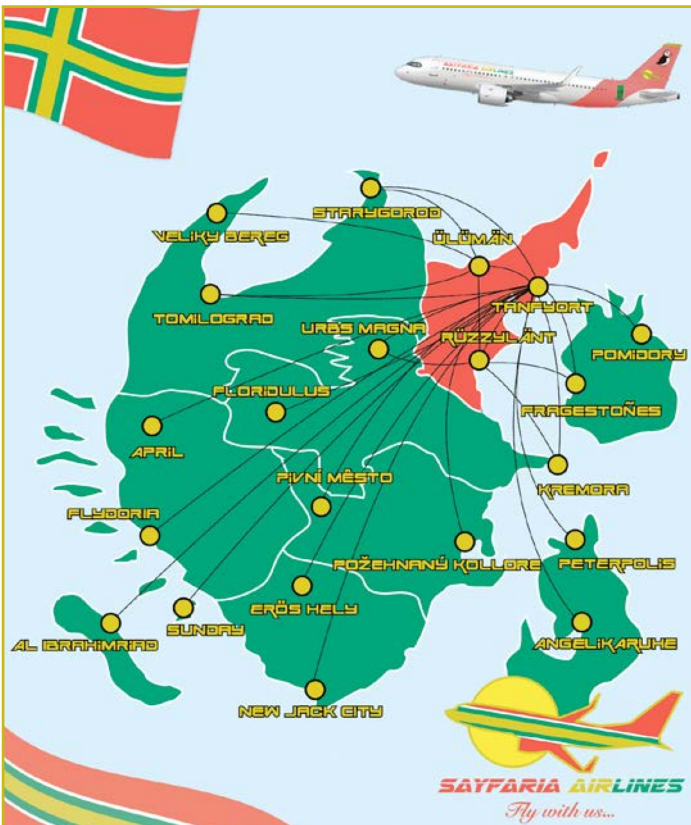 SAYFARIA AIRLINES
STARYGOROD
VELIKY BEREG
ÜLÜMÄN
TANFYORT
TOMILOGRAD
URBS MAGNA
RÜZZYLÄNT
POMIDORY
FLORIDULUS
FRAGESTOÑES
APRIL
PIVNÍ MĚSTO
KREMORA
FLYDORIA
POŽEHNANÝ KOLLORE
PETERPOLIS
ERŐS HELY
SUNDAY
AL IBRAHIMRIAD
ANGELIKARUHE
NEW JACK CITY
SAYFARIA AIRLINES
Fly with us...